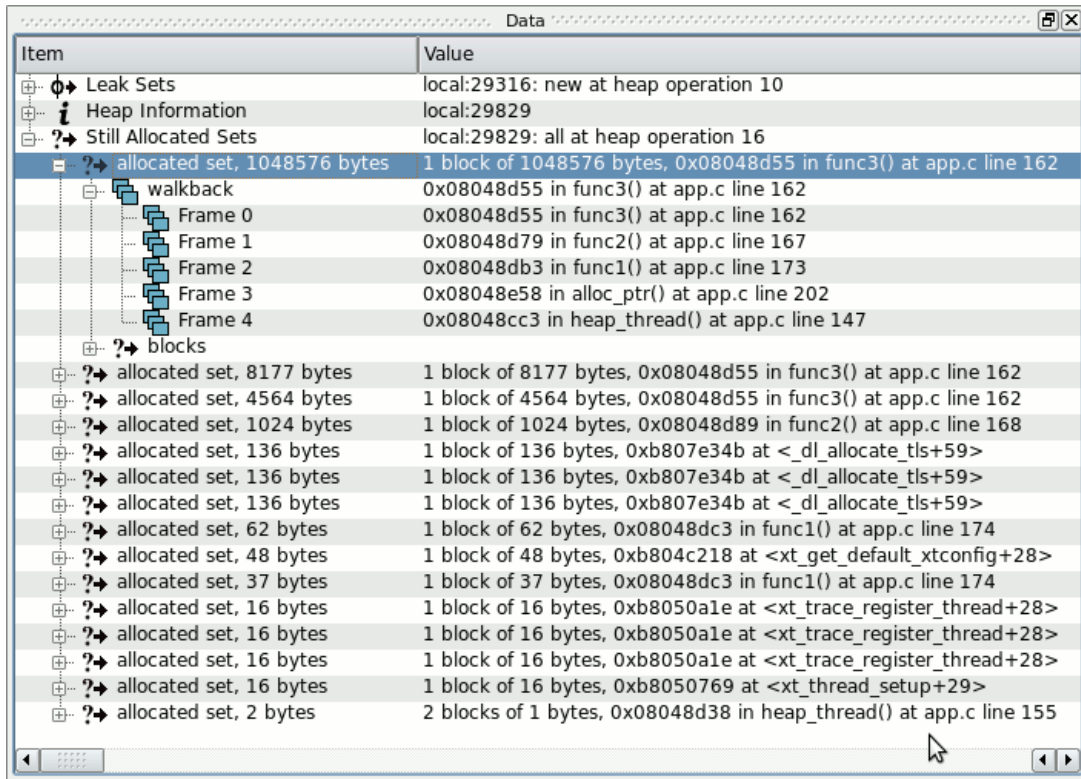 Data
Item Value
Leak Sets local:29316: new at heap operation 10
Heap Information local:29829
Still Allocated Sets local:29829: all at heap operation 16
allocated set, 1048576 bytes 1 block of 1048576 bytes, 0x08048d55 in func3() at app.c line 162
walkback 0x08048d55 in func3() at app.c line 162
Frame 0 0x08048d55 in func3() at app.c line 162
Frame 1 0x08048d79 in func2() at app.c line 167
Frame 2 0x08048db3 in func1() at app.c line 173
Frame 3 0x08048e58 in alloc_ptr() at app.c line 202
Frame 4 0x08048cc3 in heap_thread() at app.c line 147
blocks
allocated set, 8177 bytes 1 block of 8177 bytes, 0x08048d55 in func3() at app.c line 162
allocated set, 4564 bytes 1 block of 4564 bytes, 0x08048d55 in func3() at app.c line 162
allocated set, 1024 bytes 1 block of 1024 bytes, 0x08048d89 in func2() at app.c line 168
allocated set, 136 bytes 1 block of 136 bytes, 0xb807e34b at <_dl_allocate_tls+59>
allocated set, 136 bytes 1 block of 136 bytes, 0xb807e34b at <_dl_allocate_tls+59>
allocated set, 136 bytes 1 block of 136 bytes, 0xb807e34b at <_dl_allocate_tls+59>
allocated set, 62 bytes 1 block of 62 bytes, 0x08048dc3 in func1() at app.c line 174
allocated set, 48 bytes 1 block of 48 bytes, 0xb804c218 at <xt_get_default_xtconfig+28>
allocated set, 37 bytes 1 block of 37 bytes, 0x08048dc3 in func1() at app.c line 174
allocated set, 16 bytes 1 block of 16 bytes, 0xb8050a1e at <xt_trace_register_thread+28>
allocated set, 16 bytes 1 block of 16 bytes, 0xb8050a1e at <xt_trace_register_thread+28>
allocated set, 16 bytes 1 block of 16 bytes, 0xb8050a1e at <xt_trace_register_thread+28>
allocated set, 16 bytes 1 block of 16 bytes, 0xb8050769 at <xt_thread_setup+29>
allocated set, 2 bytes 2 blocks of 1 bytes, 0x08048d38 in heap_thread() at app.c line 155